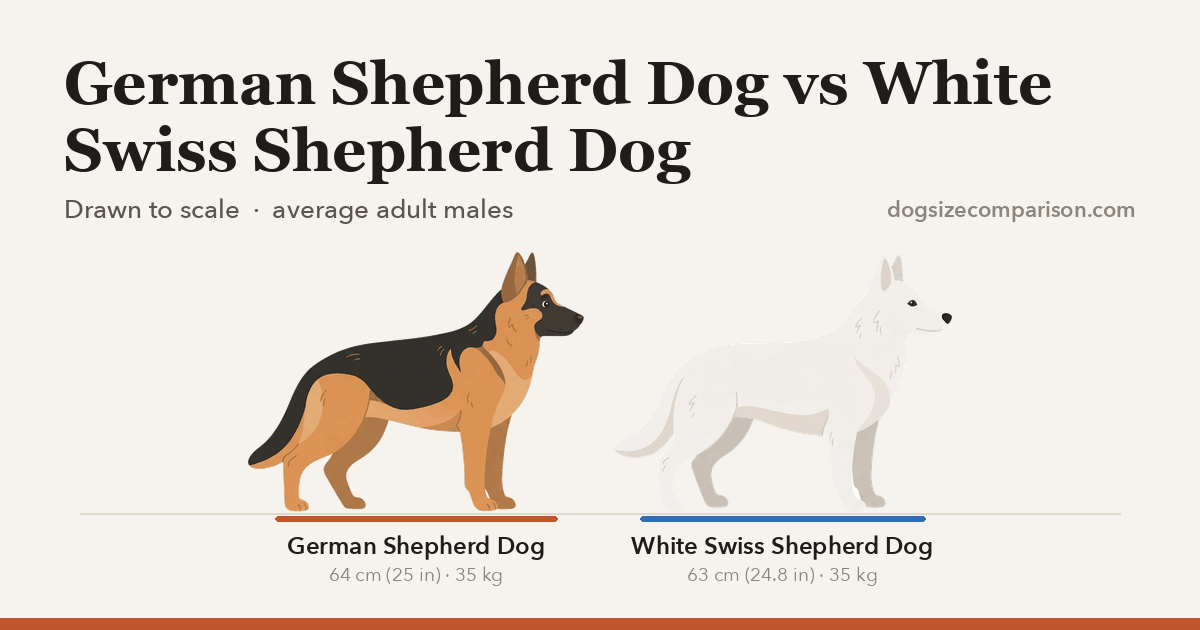 German Shepherd Dog vs White
Swiss Shepherd Dog
Drawn to scale · average adult males
dogsizecomparison.com
German Shepherd Dog
64 cm (25 in) · 35 kg
White Swiss Shepherd Dog
63 cm (24.8 in) · 35 kg